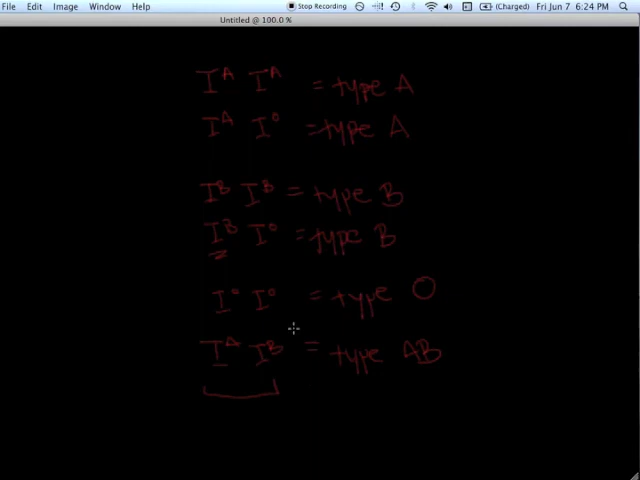 File Edit Image Window Help Stop Recording (Charged) Fri Jun 7 6:24 PM
Untitled @ 100.0 %
I^A I^A = type A
I^A I^o = type A
I^B I^B = type B
I^B I^o = type B
I^o I^o = type O
I^A I^B = type AB